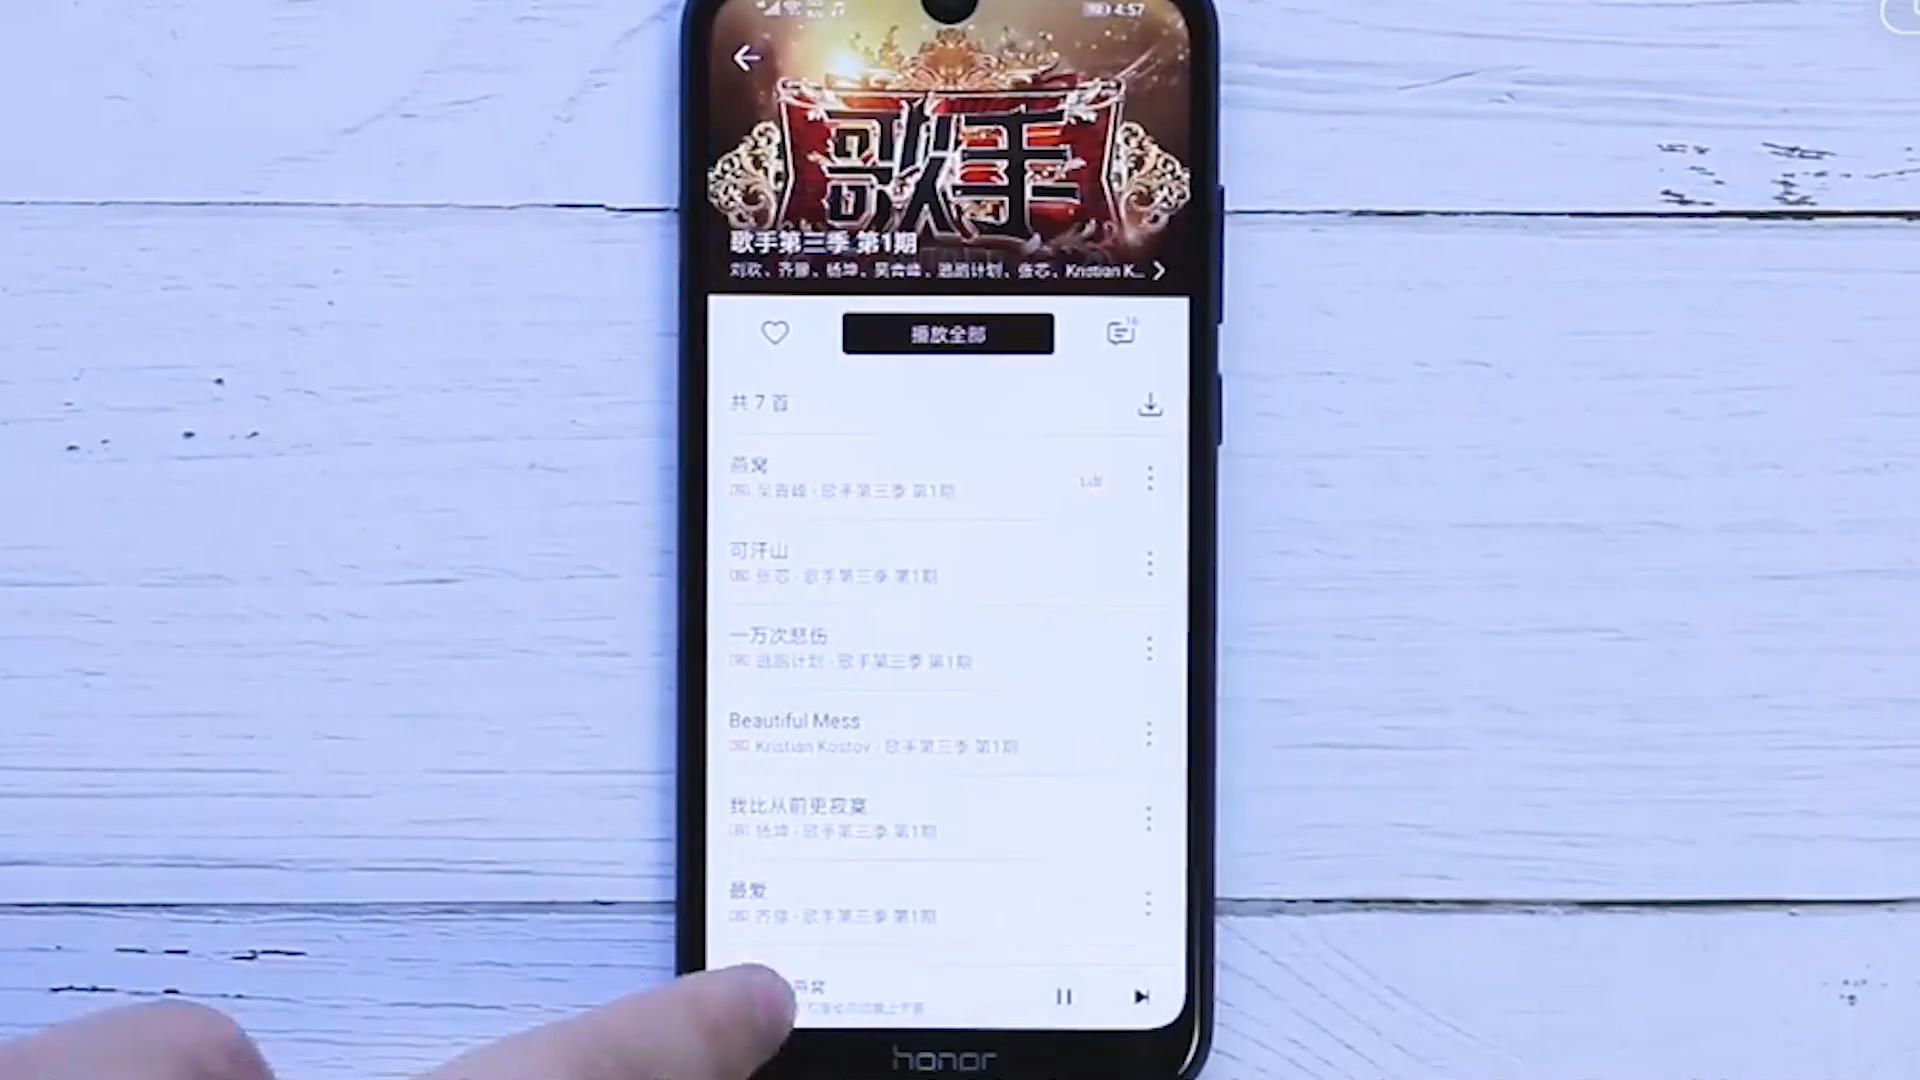 4:57
歌手
歌手第三季 第1期
刘欢、齐豫、杨坤、吴青峰、逃跑计划、张芯、Kristian K...
播放全部
16
共 7 首
燕窝
吴青峰 - 歌手第三季 第1期
可汗山
张芯 - 歌手第三季 第1期
一万次悲伤
逃跑计划 - 歌手第三季 第1期
Beautiful Mess
Kristian Kostov - 歌手第三季 第1期
我比从前更寂寞
杨坤 - 歌手第三季 第1期
最爱
齐豫 - 歌手第三季 第1期
燕窝
honor